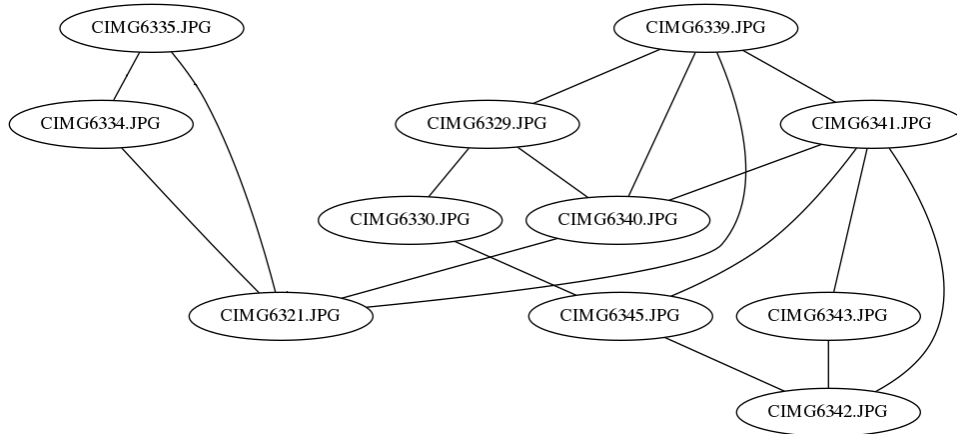 CIMG6335.JPG
CIMG6339.JPG
CIMG6334.JPG
CIMG6329.JPG
CIMG6341.JPG
CIMG6330.JPG
CIMG6340.JPG
CIMG6321.JPG
CIMG6345.JPG
CIMG6343.JPG
CIMG6342.JPG